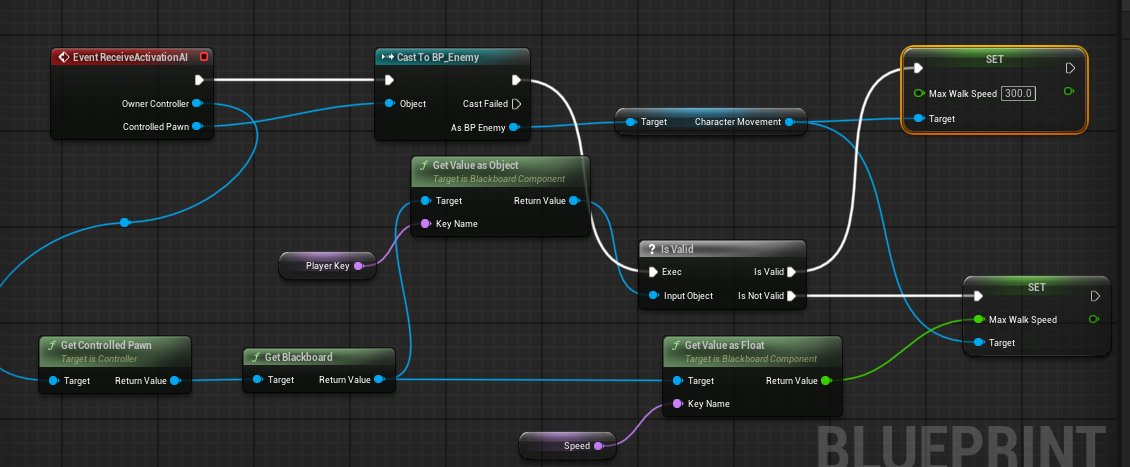 Event ReceiveActivationAI
Owner Controller
Controlled Pawn
Cast To BP_Enemy
Object
Cast Failed
As BP Enemy
Target
Character Movement
SET
Max Walk Speed 300.0
Target
Get Value as Object
Target is Blackboard Component
Target
Return Value
Key Name
Player Key
? Is Valid
Exec
Is Valid
Input Object
Is Not Valid
SET
Max Walk Speed
Target
Get Controlled Pawn
Target is Controller
Target
Return Value
Get Blackboard
Target
Return Value
Get Value as Float
Target is Blackboard Component
Target
Return Value
Key Name
Speed
BLUEPRINT